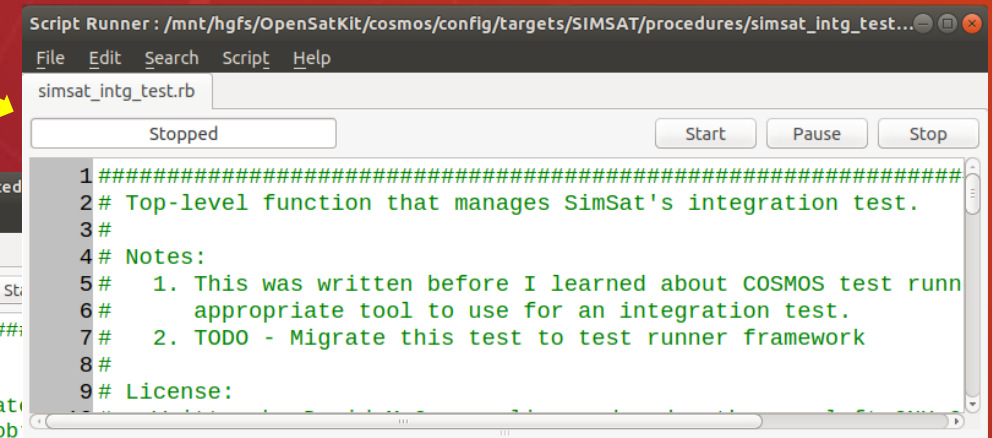 Script Runner : /mnt/hgfs/OpenSatKit/cosmos/config/targets/SIMSAT/procedures/simsat_intg_test...
File Edit Search Script Help
simsat_intg_test.rb
Stopped Start Pause Stop
1 ################################################################
2 # Top-level function that manages SimSat's integration test.
3 #
4 # Notes:
5 #   1. This was written before I learned about COSMOS test runn
6 #      appropriate tool to use for an integration test.
7 #   2. TODO - Migrate this test to test runner framework
8 #
9 # License: